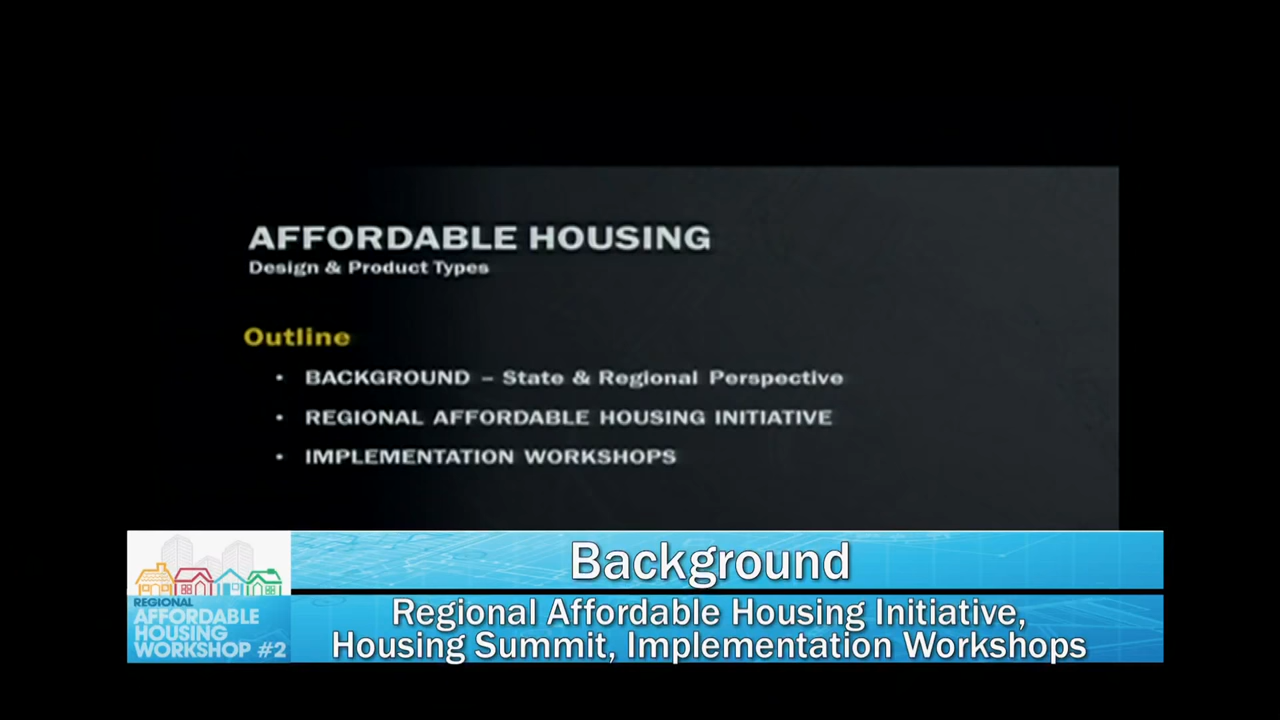 AFFORDABLE HOUSING
Design & Product Types
Outline
• BACKGROUND – State & Regional Perspective
• REGIONAL AFFORDABLE HOUSING INITIATIVE
• IMPLEMENTATION WORKSHOPS
Background
Regional Affordable Housing Initiative,
Housing Summit, Implementation Workshops
REGIONAL
AFFORDABLE
HOUSING
WORKSHOP #2